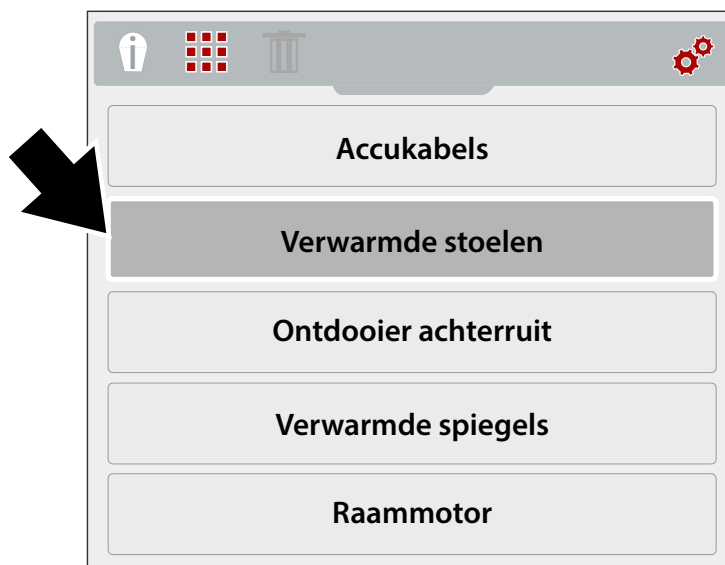 Accukabels
Verwarmde stoelen
Ontdooier achterruit
Verwarmde spiegels
Raammotor